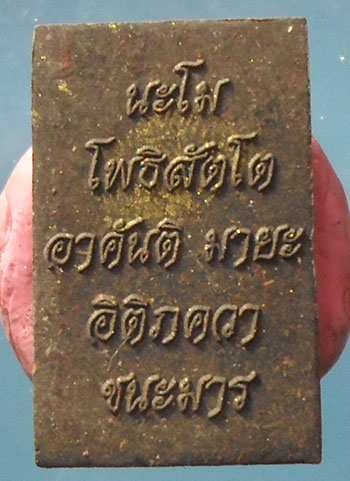 นะโม
โพธิสัตโต
อาคันติ มายะ
อิติภควา
ชนะมาร